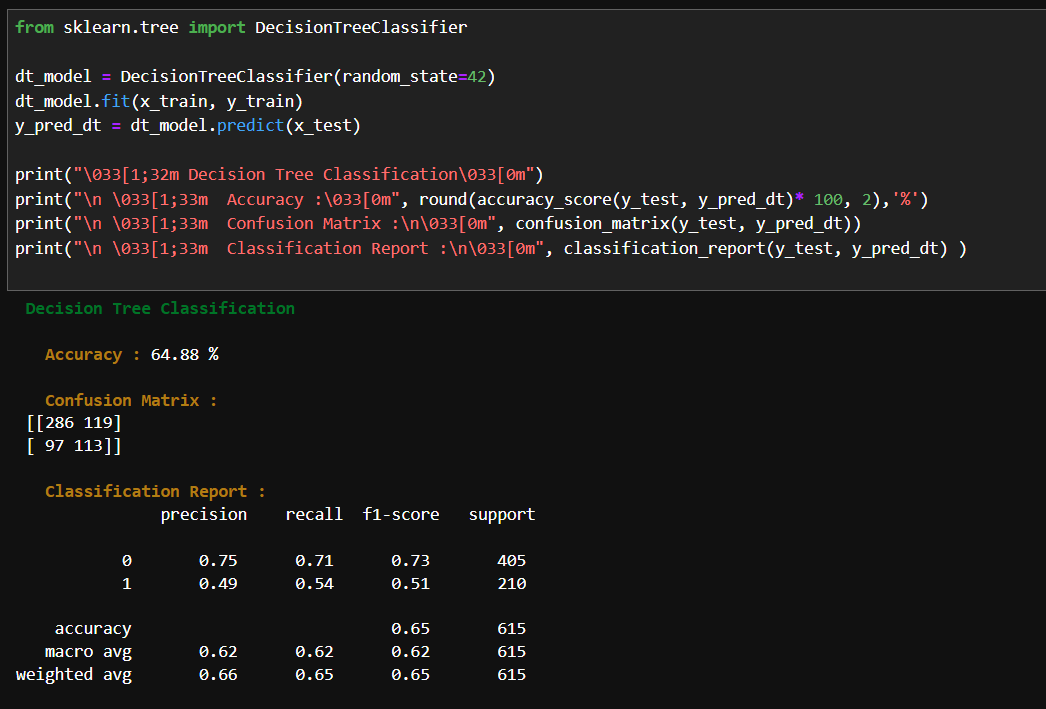 from sklearn.tree import DecisionTreeClassifier
dt_model = DecisionTreeClassifier(random_state=42)
dt_model.fit(x_train, y_train)
y_pred_dt = dt_model.predict(x_test)
print("\033[1;32m Decision Tree Classification\033[0m")
print("\n \033[1;33m  Accuracy :\033[0m", round(accuracy_score(y_test, y_pred_dt)* 100, 2),'%')
print("\n \033[1;33m  Confusion Matrix :\n\033[0m", confusion_matrix(y_test, y_pred_dt))
print("\n \033[1;33m  Classification Report :\n\033[0m", classification_report(y_test, y_pred_dt) )
Decision Tree Classification
Accuracy : 64.88 %
Confusion Matrix :
[[286 119]
[ 97 113]]
Classification Report :
precision recall f1-score support
0 0.75 0.71 0.73 405
1 0.49 0.54 0.51 210
accuracy 0.65 615
macro avg 0.62 0.62 0.62 615
weighted avg 0.66 0.65 0.65 615